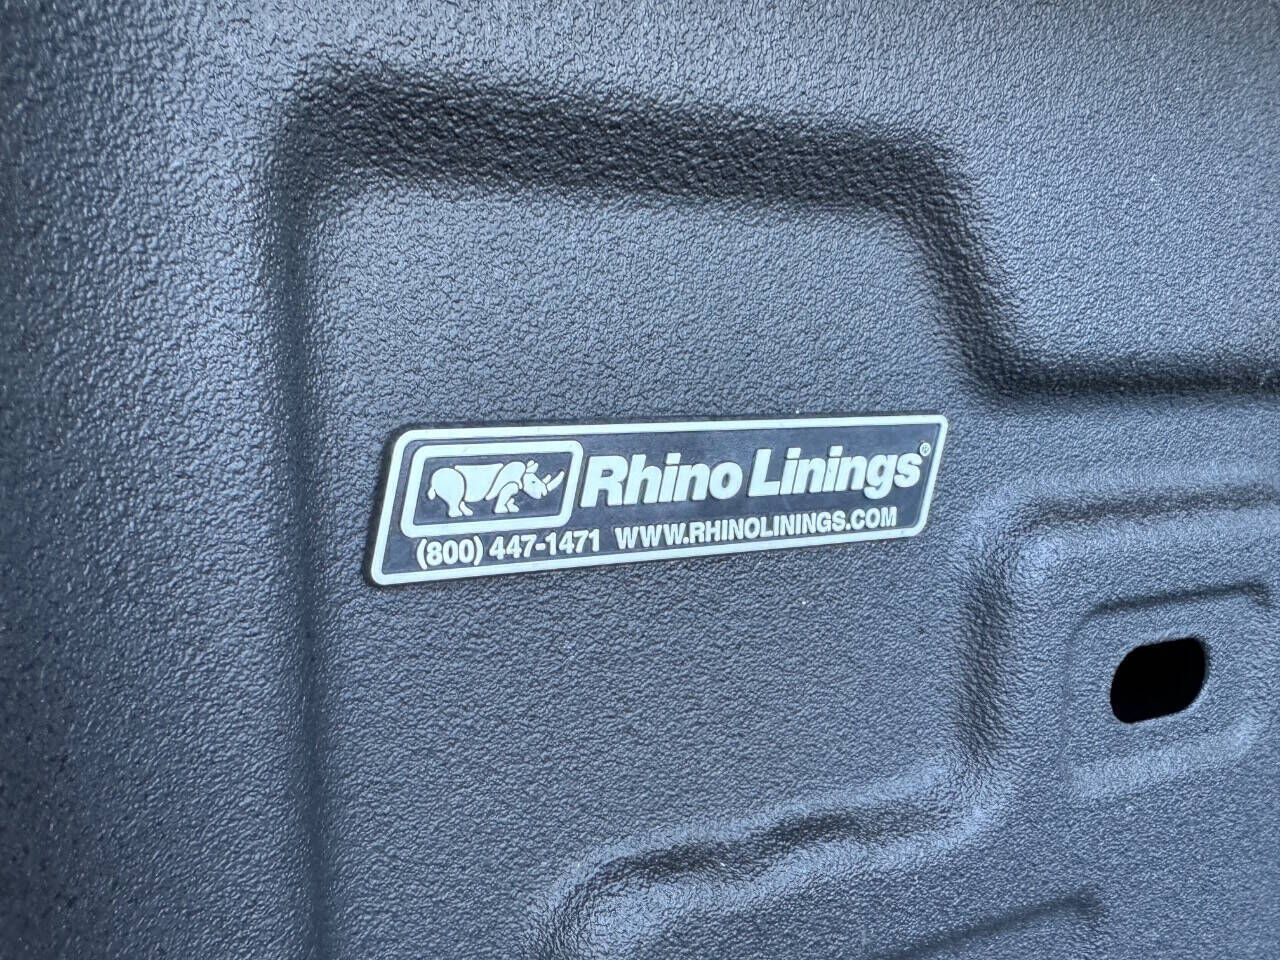 Rhino Linings®
(800) 447-1471 WWW.RHINOLININGS.COM